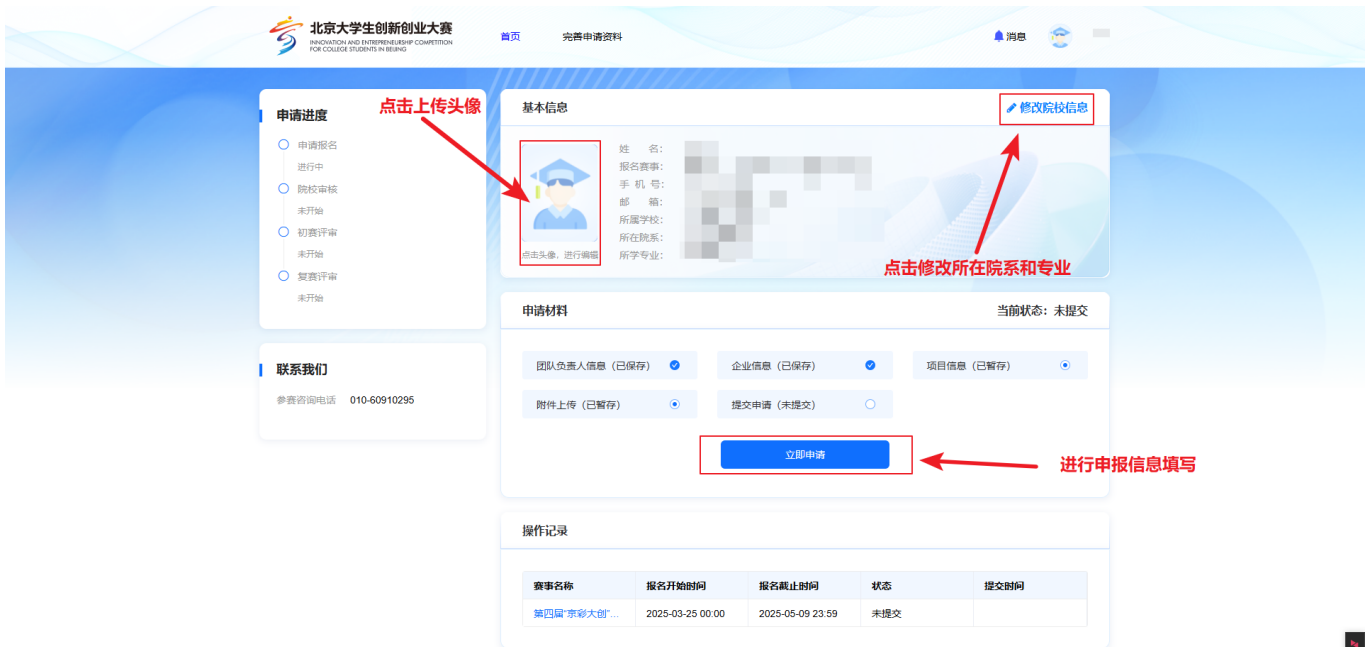 北京大学生创新创业大赛
INNOVATION AND ENTREPRENEURSHIP COMPETITION
FOR COLLEGE STUDENTS IN BEIJING
首页 完善申请资料 消息
申请进度
申请报名
进行中
院校审核
未开始
初赛评审
未开始
复赛评审
未开始
联系我们
参赛咨询电话 010-60910295
点击上传头像
基本信息 修改院校信息
点击头像，进行编辑
姓 名：
报名赛事：
手 机 号：
邮 箱：
所属学校：
所在院系：
所学专业：
点击修改所在院系和专业
申请材料 当前状态：未提交
团队负责人信息（已保存） 企业信息（已保存） 项目信息（已暂存）
附件上传（已暂存） 提交申请（未提交）
立即申请
进行申报信息填写
操作记录
赛事名称 报名开始时间 报名截止时间 状态 提交时间
第四届“京彩大创”... 2025-03-25 00:00 2025-05-09 23:59 未提交